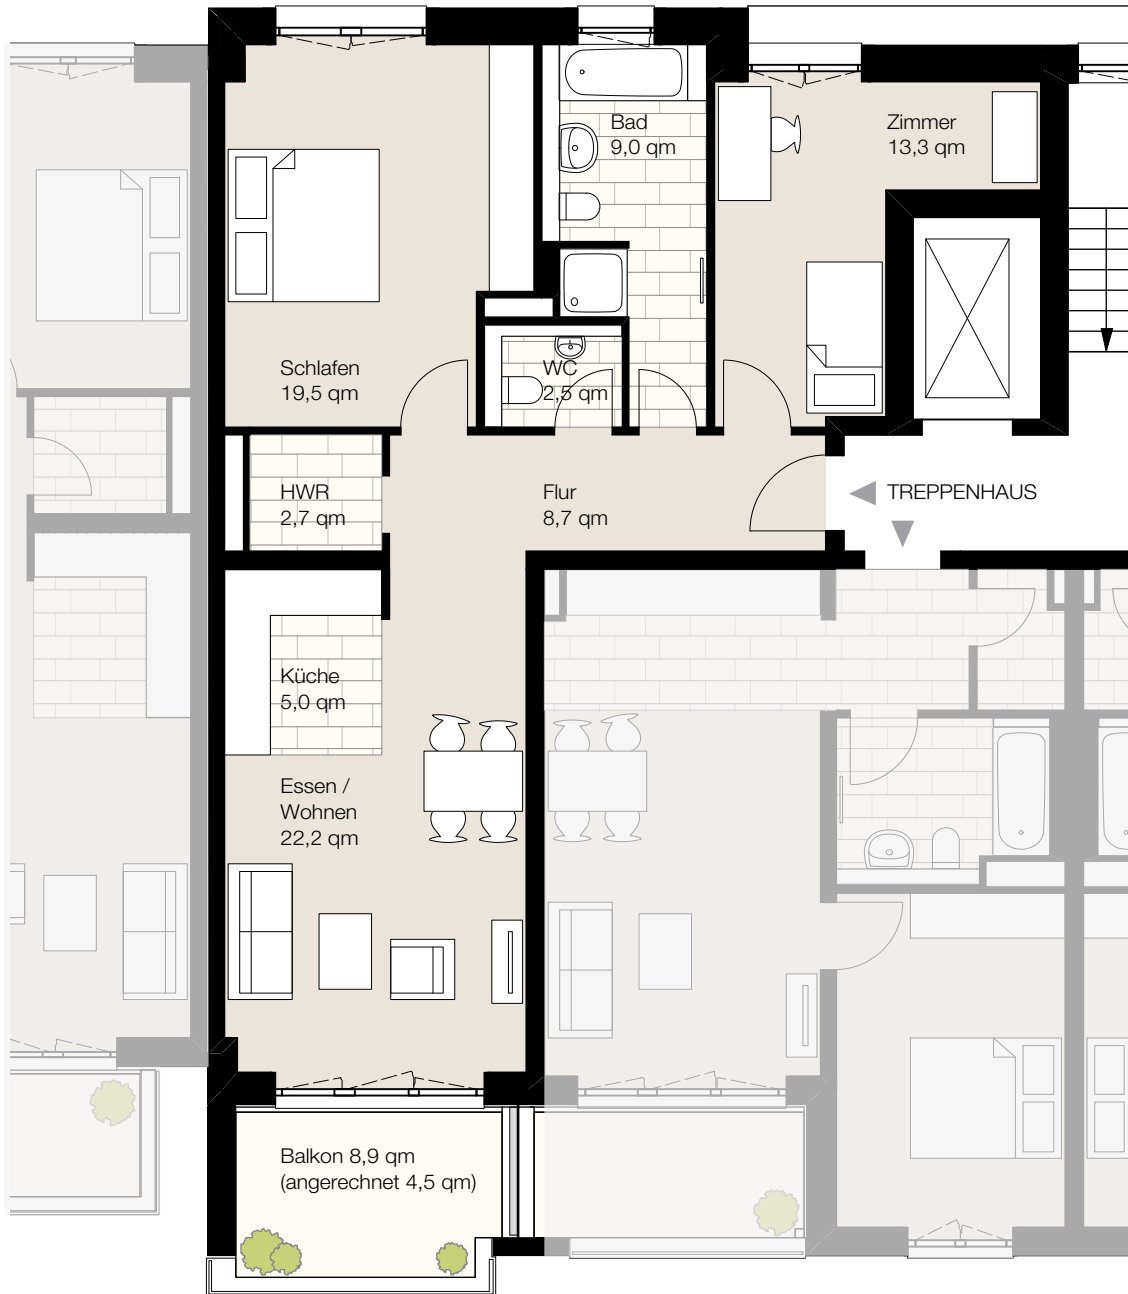 Bad
9,0 qm
Zimmer
13,3 qm
Schlafen
19,5 qm
WC
2,5 qm
HWR
2,7 qm
Flur
8,7 qm
TREPPENHAUS
Küche
5,0 qm
Essen /
Wohnen
22,2 qm
Balkon 8,9 qm
(angerechnet 4,5 qm)